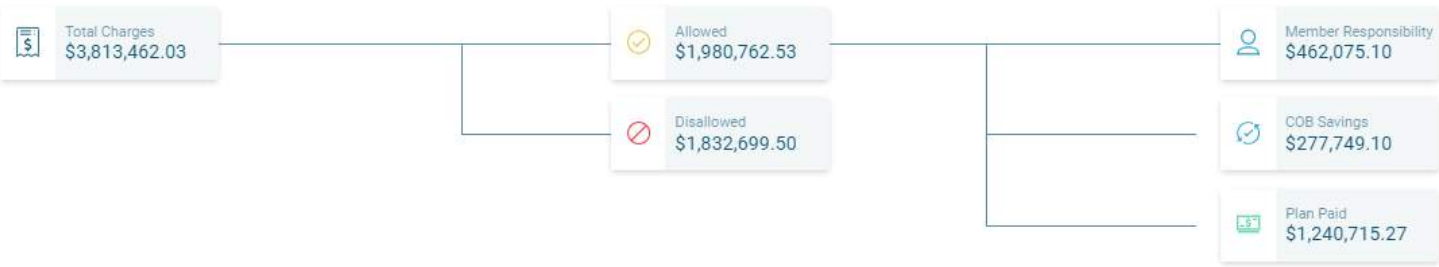 Total Charges
$3,813,462.03
Allowed
$1,980,762.53
Disallowed
$1,832,699.50
Member Responsibility
$462,075.10
COB Savings
$277,749.10
Plan Paid
$1,240,715.27